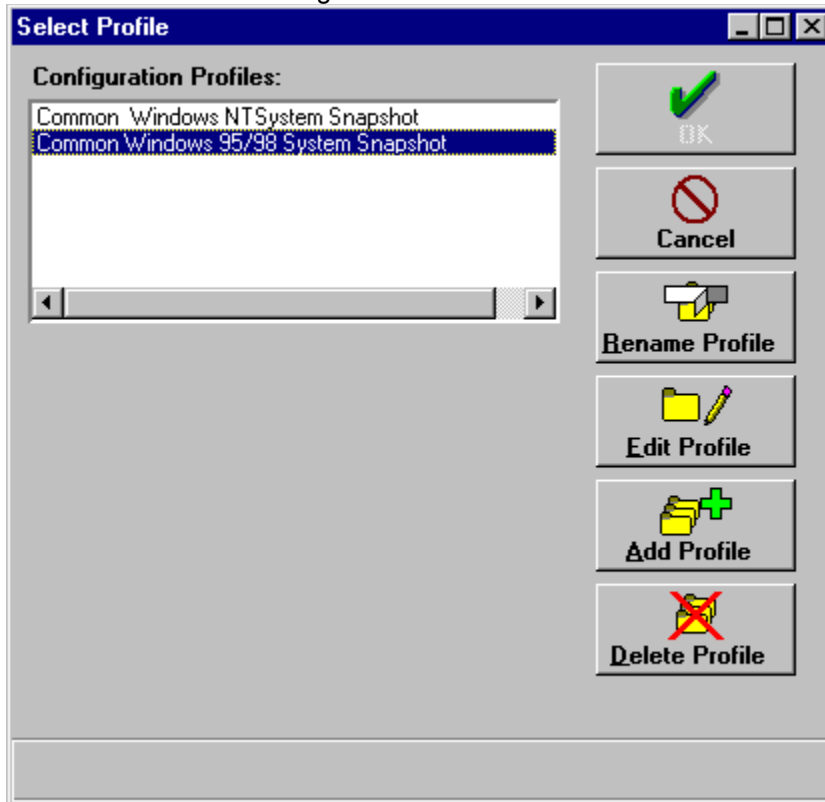 Select Profile
Configuration Profiles:
Common  Windows NTSystem Snapshot
Common Windows 95/98 System Snapshot
OK
Cancel
Rename Profile
Edit Profile
Add Profile
Delete Profile